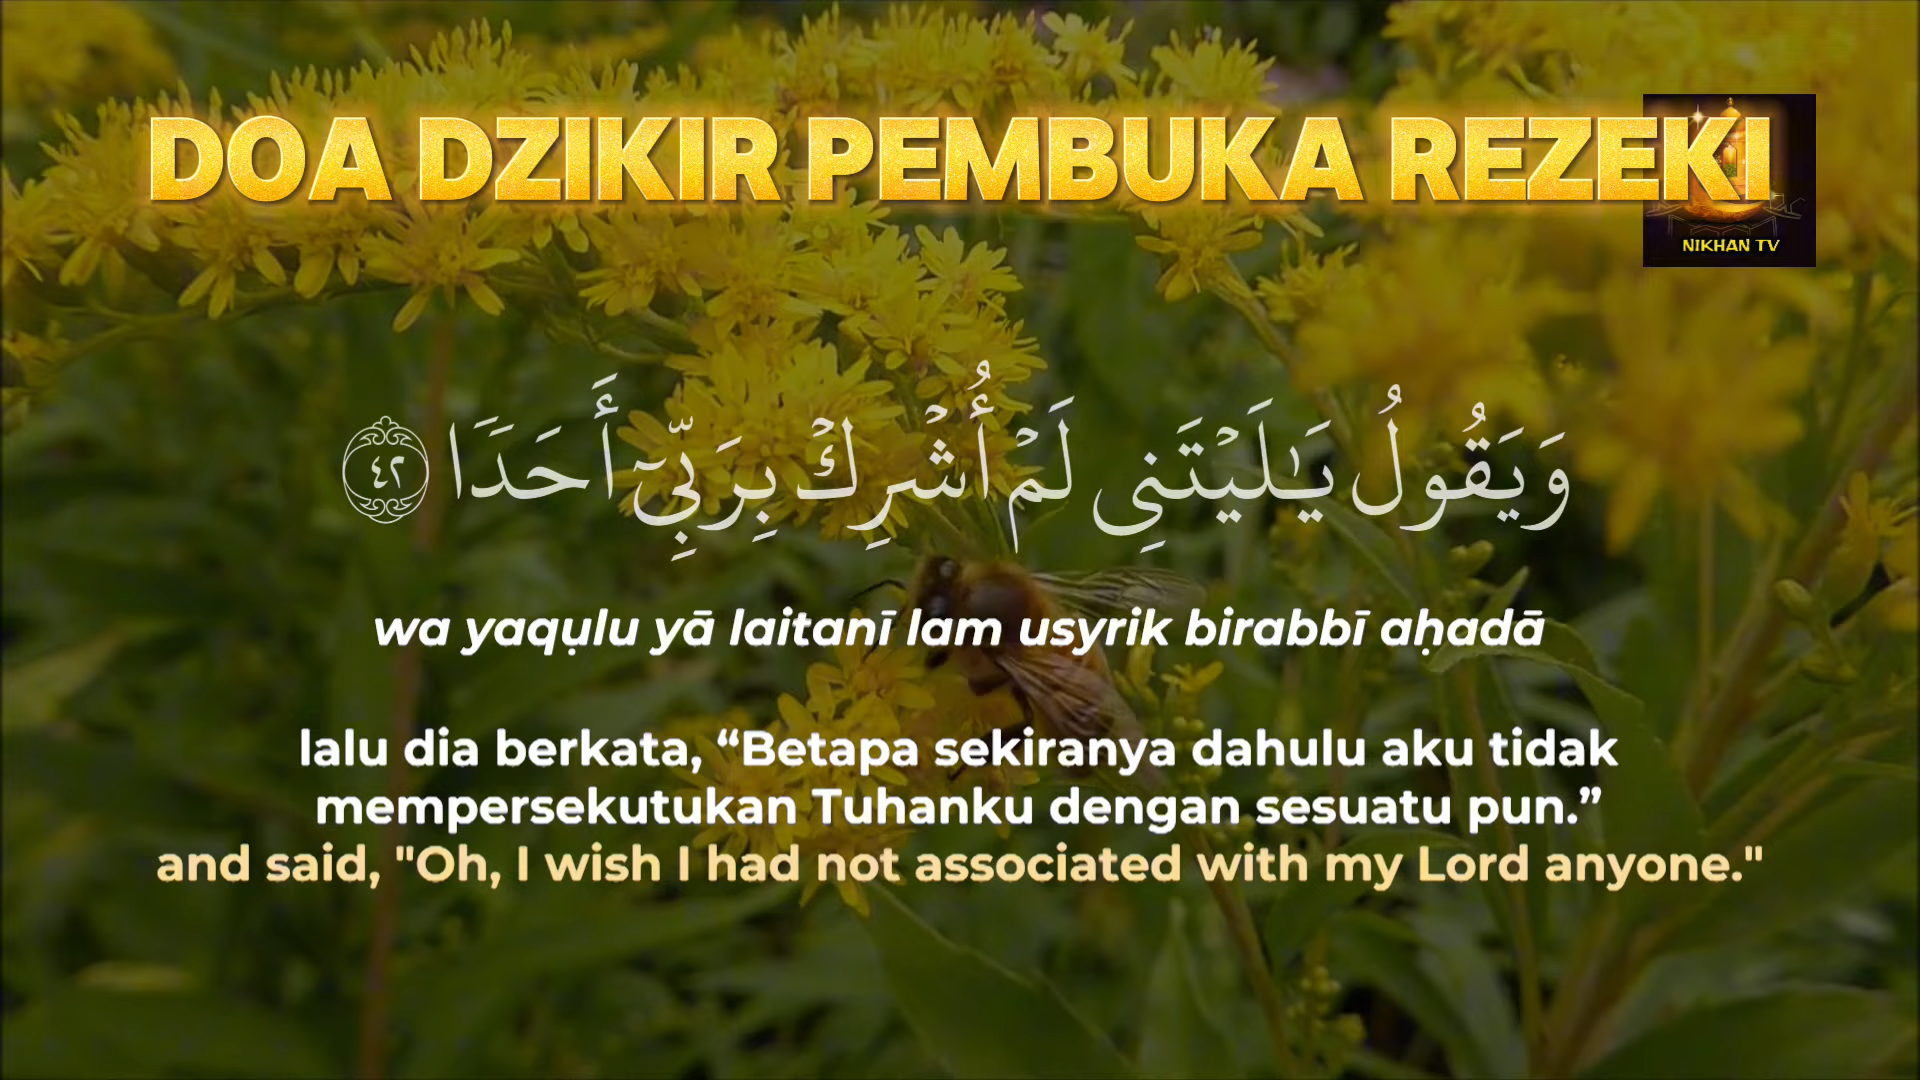 DOA DZIKIR PEMBUKA REZEKI
NIKHAN TV
وَيَقُولُ يَٰلَيْتَنِى لَمْ أُشْرِكْ بِرَبِّىٓ أَحَدًا ٤٢
wa yaqụlu yā laitanī lam usyrik birabbī aḥadā
lalu dia berkata, “Betapa sekiranya dahulu aku tidak
mempersekutukan Tuhanku dengan sesuatu pun.”
and said, "Oh, I wish I had not associated with my Lord anyone."